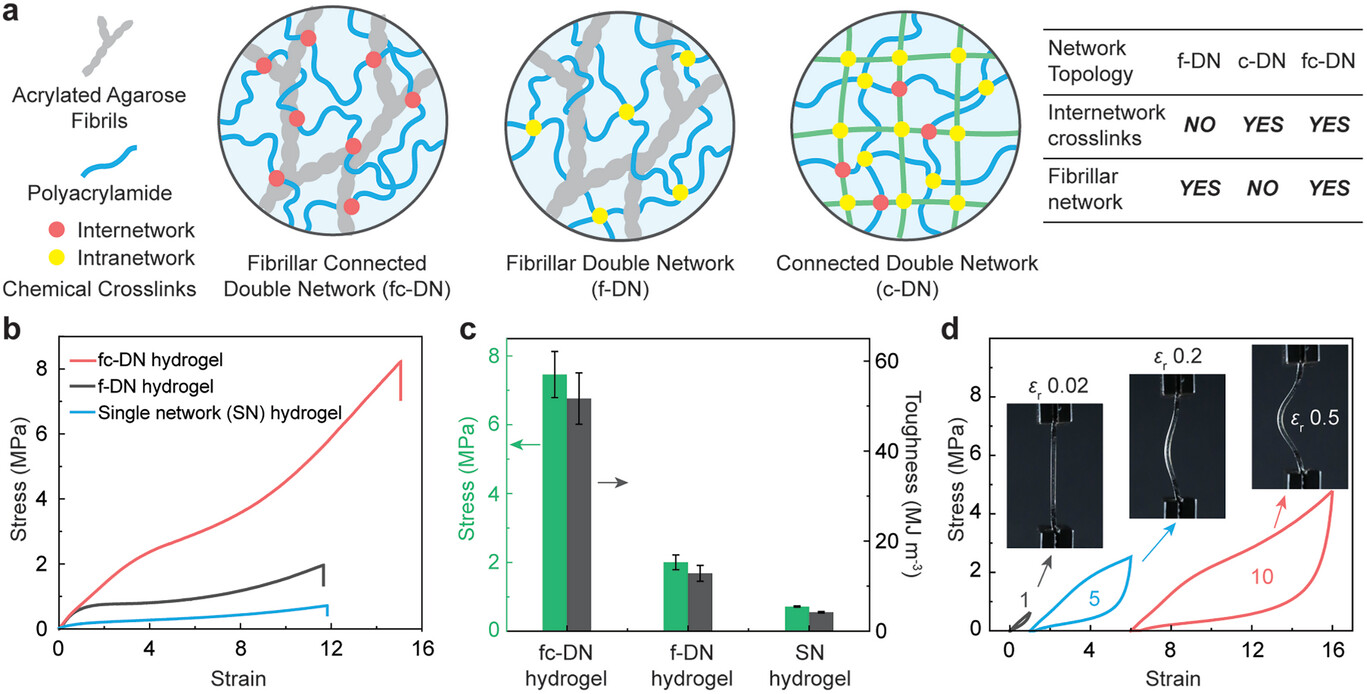 a
Acrylated Agarose
Fibrils
Polyacrylamide
Internetwork
Intranetwork
Chemical Crosslinks
Fibrillar Connected
Double Network (fc-DN)
Fibrillar Double Network
(f-DN)
Connected Double Network
(c-DN)
Network
Topology
f-DN c-DN fc-DN
Internetwork
crosslinks
NO YES YES
Fibrillar
network
YES NO YES
b
fc-DN hydrogel
f-DN hydrogel
Single network (SN) hydrogel
Stress (MPa)
8
6
4
2
0
0 4 8 12 16
Strain
c
Stress (MPa)
8
6
4
2
0
Toughness (MJ m⁻³)
60
40
20
0
fc-DN
hydrogel
f-DN
hydrogel
SN
hydrogel
d
Stress (MPa)
8
6
4
2
0
εr 0.02
εr 0.2
εr 0.5
1
5
10
0 4 8 12 16
Strain